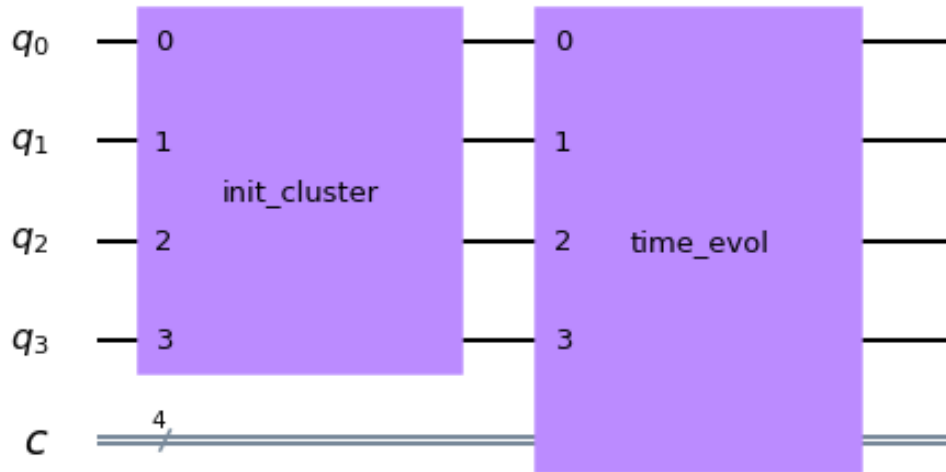 q0 0 0
q1 1 1
init_cluster
q2 2 2 time_evol
q3 3 3
4
c